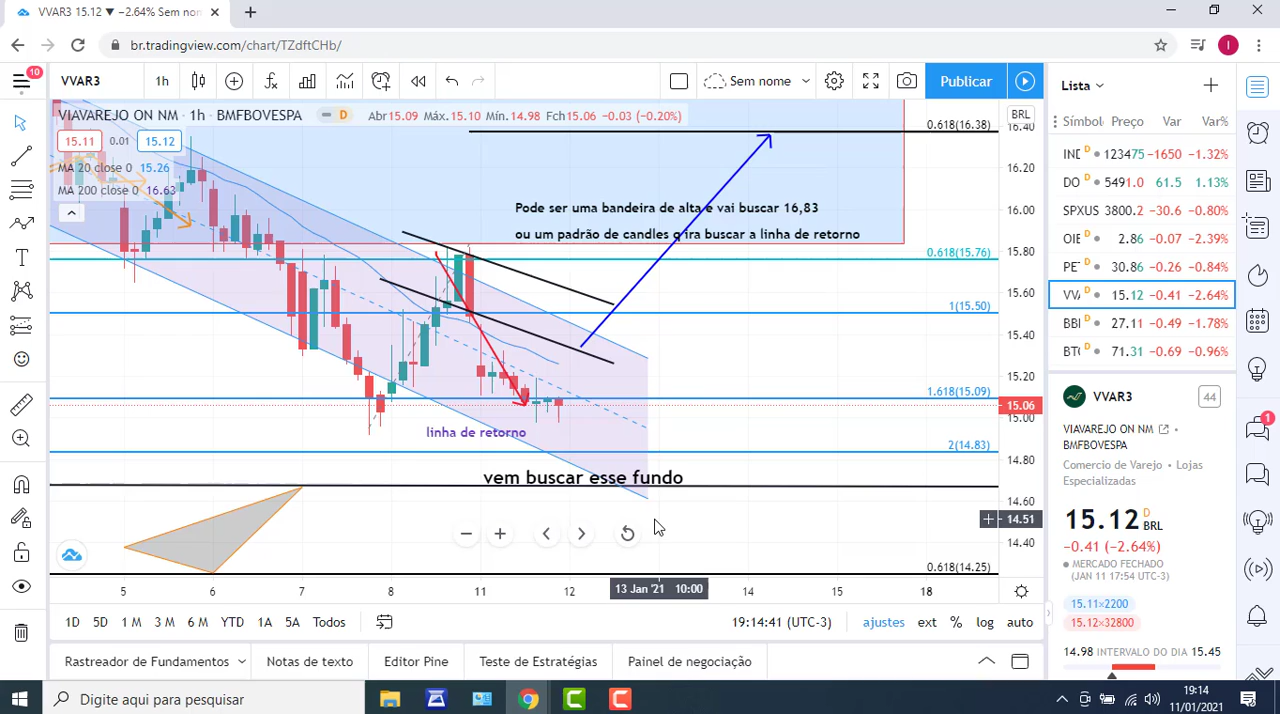 VVAR3 15.12 ▼ −2.64% Sem nom
br.tradingview.com/chart/TZdftCHb/
10
VVAR3
1h
Sem nome
Publicar
Lista
VIAVAREJO ON NM · 1h · BMFBOVESPA
D
Abr15.09 Máx.15.10 Mín.14.98 Fch15.06 −0.03 (−0.20%)
15.11 0.01 15.12
MA 20 close 0 15.26
MA 200 close 0 16.63
BRL
Símbol Preço Var Var%
INI D 123475 −1650 −1.32%
DO D 5491.0 61.5 1.13%
SPXUS 3800.2 −30.6 −0.80%
OIE D 2.86 −0.07 −2.39%
PE D 30.86 −0.26 −0.84%
VV D 15.12 −0.41 −2.64%
BBI D 27.11 −0.49 −1.78%
BT D 71.31 −0.69 −0.96%
0.618(16.38)
16.40
16.20
16.00
15.80
15.60
15.40
15.20
15.06
15.00
14.80
14.60
14.51
14.40
Pode ser uma bandeira de alta e vai buscar 16,83
ou um padrão de candles q ira buscar a linha de retorno
0.618(15.76)
1(15.50)
1.618(15.09)
linha de retorno
2(14.83)
vem buscar esse fundo
0.618(14.25)
VVAR3
44
VIAVAREJO ON NM
BMFBOVESPA
Comercio de Varejo • Lojas
Especializadas
15.12 D BRL
−0.41 (−2.64%)
MERCADO FECHADO
(JAN 11 17:54 UTC-3)
15.11×2200
15.12×32800
14.98 INTERVALO DO DIA 15.45
1
5 6 7 8 11 12 13 Jan '21 10:00 14 15 18
1D 5D 1 M 3 M 6 M YTD 1A 5A Todos
19:14:41 (UTC-3)
ajustes ext % log auto
Rastreador de Fundamentos
Notas de texto
Editor Pine
Teste de Estratégias
Painel de negociação
Digite aqui para pesquisar
19:14
11/01/2021